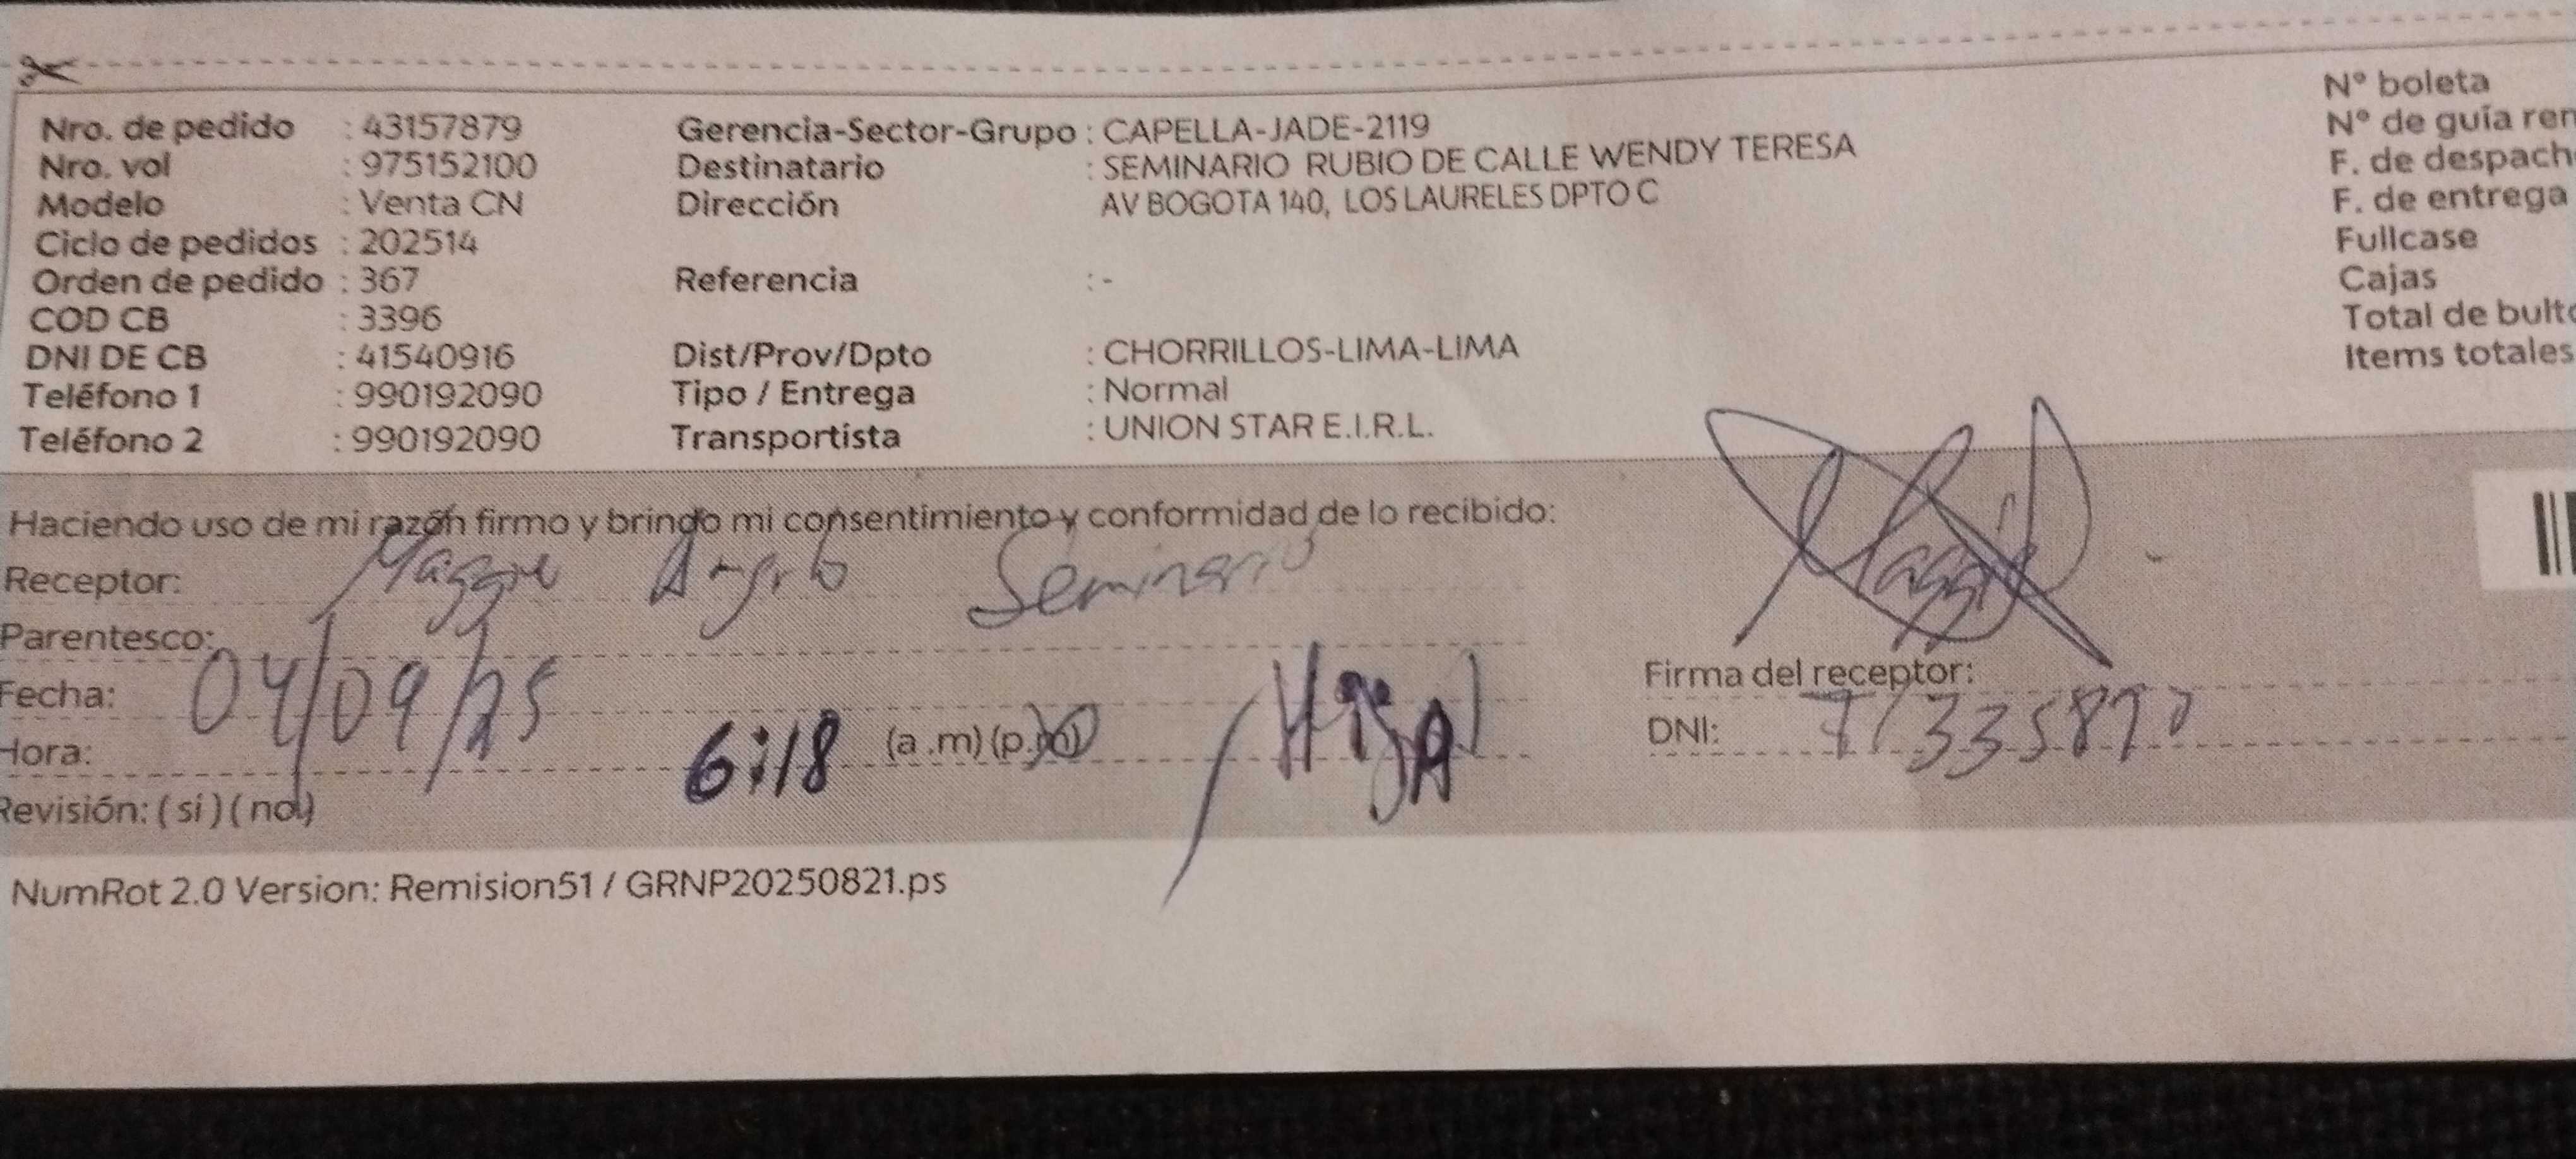 Nro. de pedido : 43157879 Gerencia-Sector-Grupo : CAPELLA-JADE-2119 N° boleta
Nro. vol : 975152100 Destinatario : SEMINARIO RUBIO DE CALLE WENDY TERESA N° de guía rem
Modelo : Venta CN Dirección AV BOGOTA 140, LOS LAURELES DPTO C F. de despach
Ciclo de pedidos : 202514 F. de entrega
Orden de pedido : 367 Referencia : - Fullcase
COD CB : 3396 Cajas
DNI DE CB : 41540916 Dist/Prov/Dpto : CHORRILLOS-LIMA-LIMA Total de bulto
Teléfono 1 : 990192090 Tipo / Entrega : Normal Items totales
Teléfono 2 : 990192090 Transportista : UNION STAR E.I.R.L.
Haciendo uso de mi razón firmo y brindo mi consentimiento y conformidad de lo recibido:
Receptor: Maggie Seminario
Parentesco: Hija
Fecha: 04/09/25 Firma del receptor:
Hora: 6:18 (a .m) (p.m) DNI:
Revisión: ( si ) ( no )
NumRot 2.0 Version: Remision51 / GRNP20250821.ps